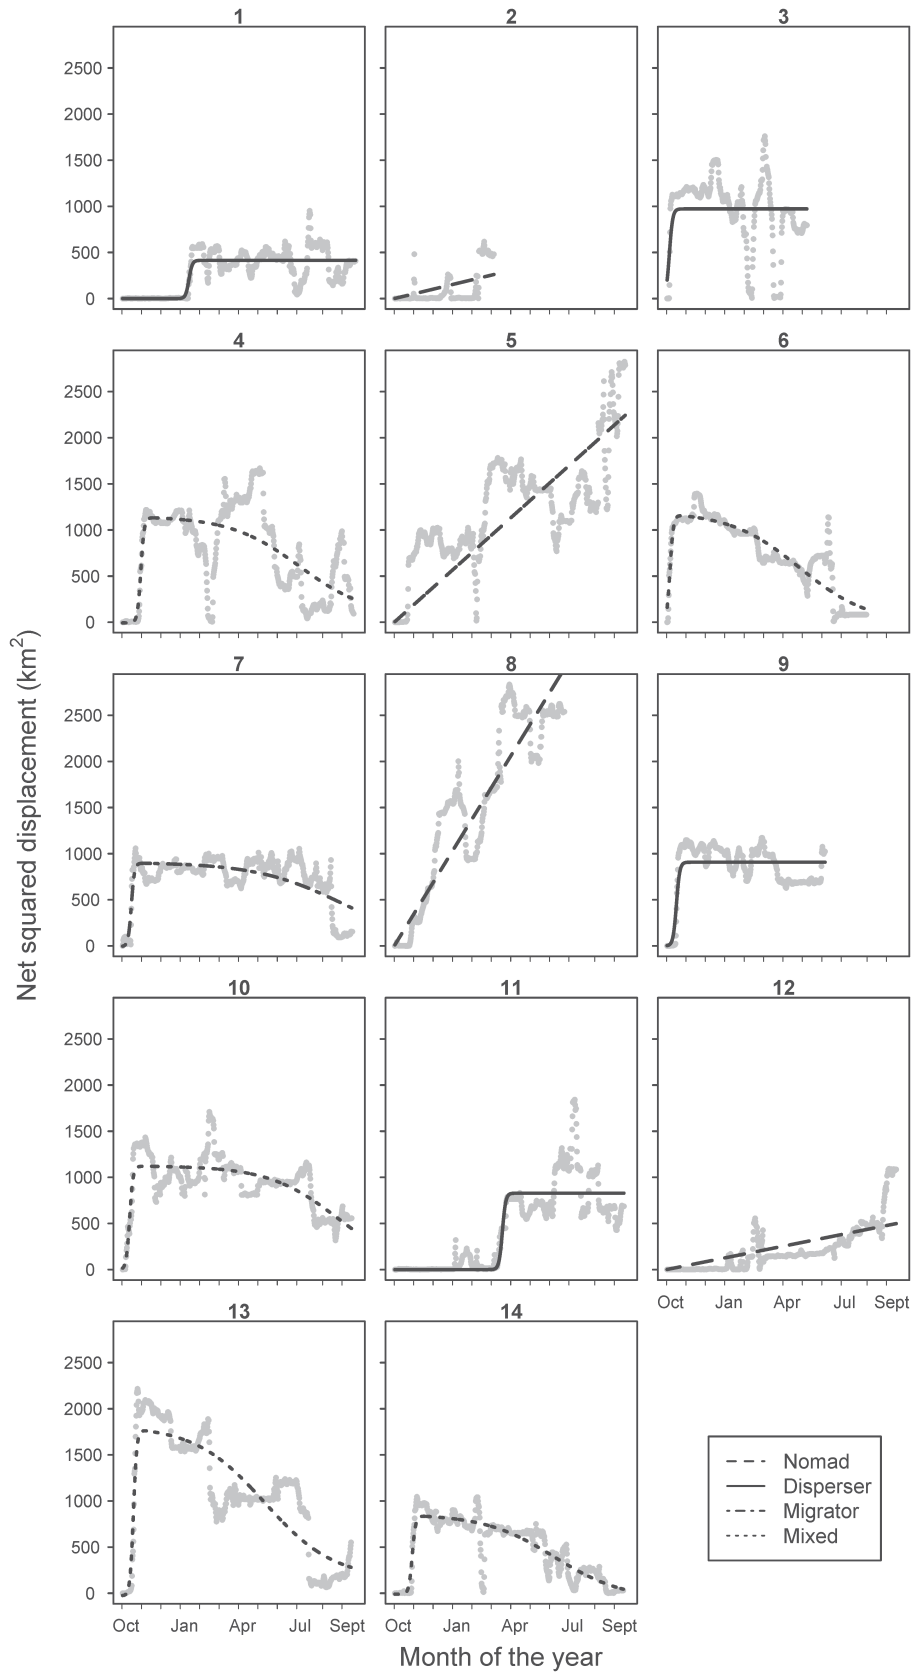 1 2 3
2500
2000
1500
1000
500
0
4 5 6
2500
2000
1500
1000
500
0
7 8 9
2500
2000
1500
1000
500
0
10 11 12
2500
2000
1500
1000
500
0
Oct Jan Apr Jul Sept
13 14
2500
2000
1500
1000
500
0
Oct Jan Apr Jul Sept Oct Jan Apr Jul Sept
Net squared displacement (km²)
Month of the year
Nomad
Disperser
Migrator
Mixed